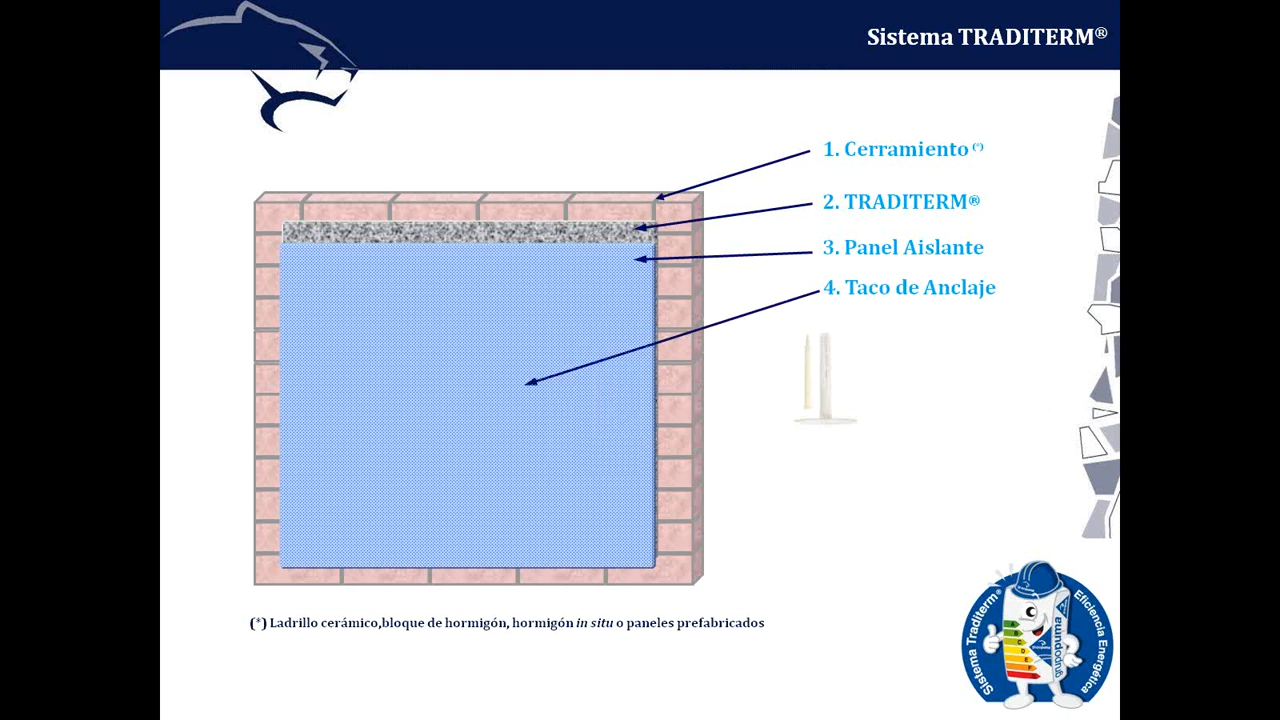 Sistema TRADITERM®
1. Cerramiento (*)
2. TRADITERM®
3. Panel Aislante
4. Taco de Anclaje
(*) Ladrillo cerámico,bloque de hormigón, hormigón in situ o paneles prefabricados
Sistema Traditerm®
Eficiencia Energética
grupopuma
A
B
C
D
E
F